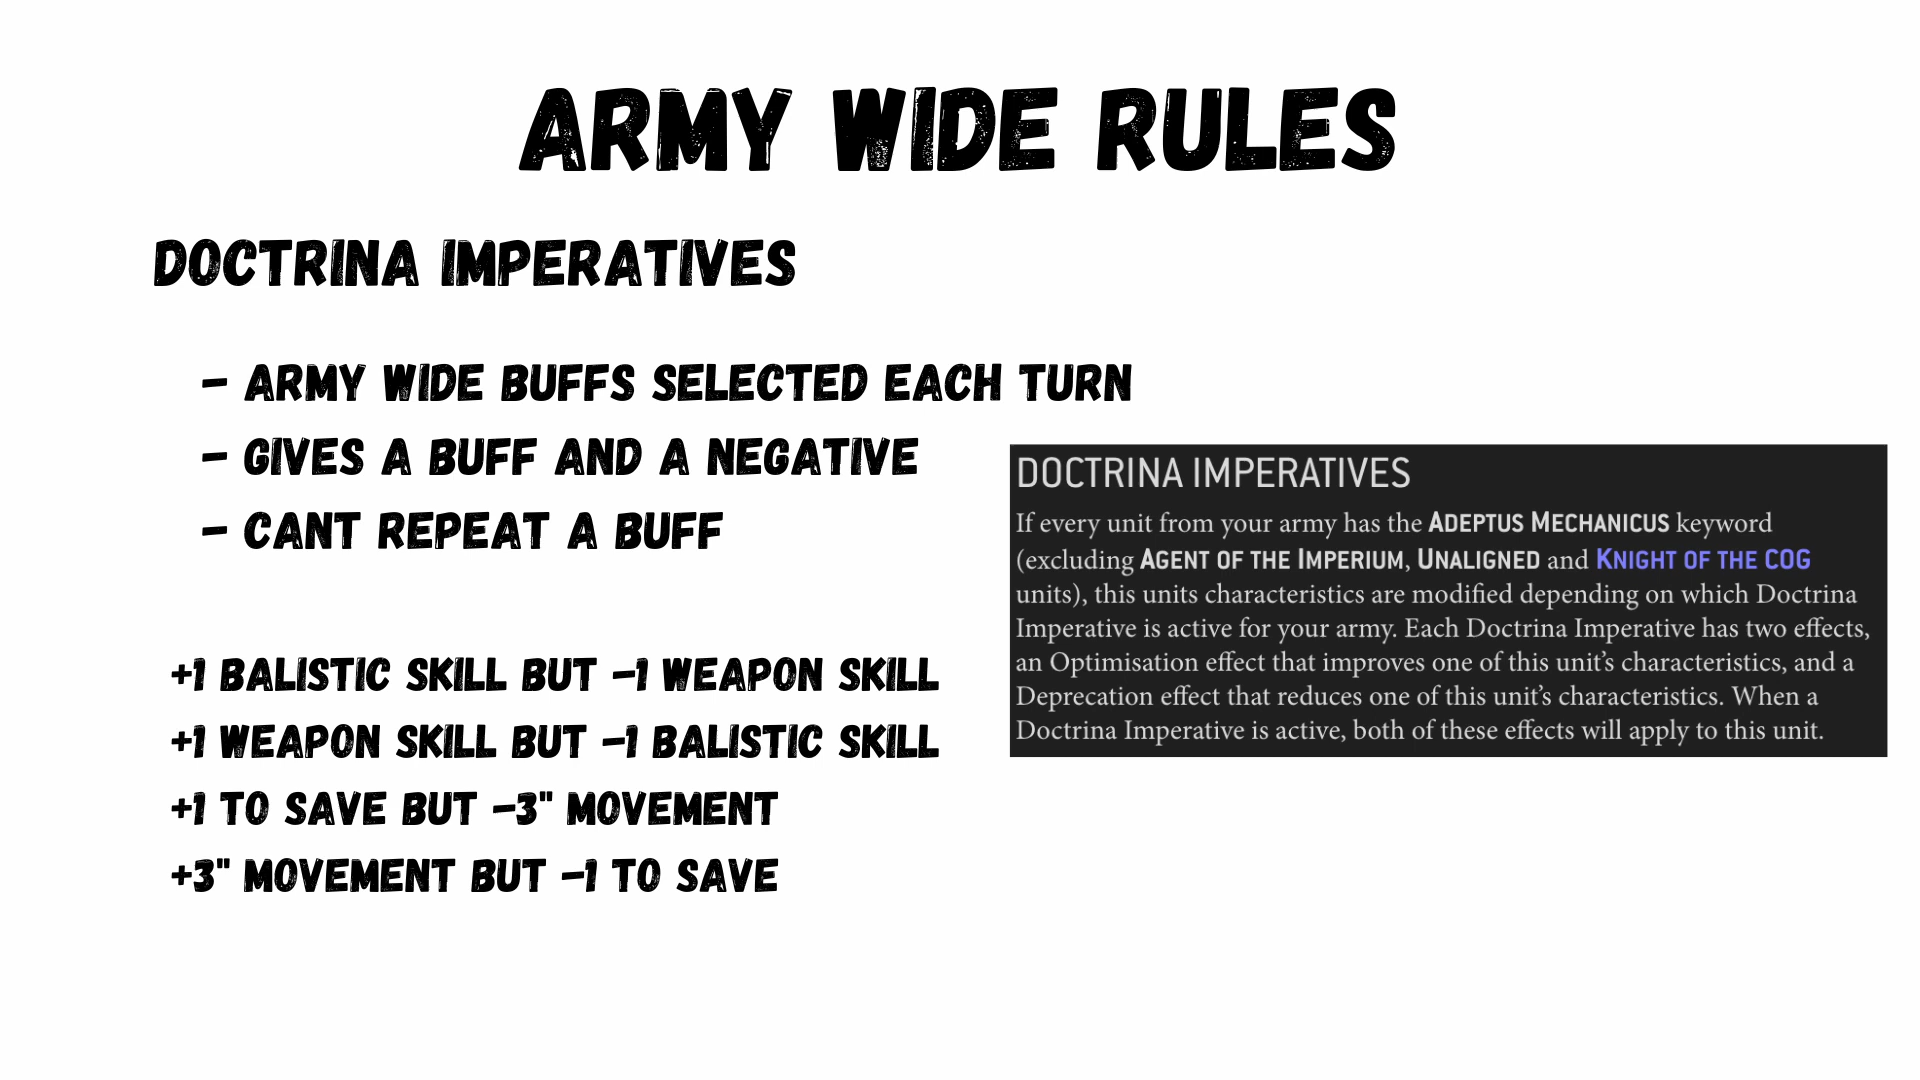 ARMY WIDE RULES
DOCTRINA IMPERATIVES
- ARMY WIDE BUFFS SELECTED EACH TURN
- GIVES A BUFF AND A NEGATIVE
- CANT REPEAT A BUFF
+1 BALISTIC SKILL BUT -1 WEAPON SKILL
+1 WEAPON SKILL BUT -1 BALISTIC SKILL
+1 TO SAVE BUT -3" MOVEMENT
+3" MOVEMENT BUT -1 TO SAVE
DOCTRINA IMPERATIVES
If every unit from your army has the ADEPTUS MECHANICUS keyword
(excluding AGENT OF THE IMPERIUM, UNALIGNED and KNIGHT OF THE COG
units), this units characteristics are modified depending on which Doctrina
Imperative is active for your army. Each Doctrina Imperative has two effects,
an Optimisation effect that improves one of this unit’s characteristics, and a
Deprecation effect that reduces one of this unit’s characteristics. When a
Doctrina Imperative is active, both of these effects will apply to this unit.